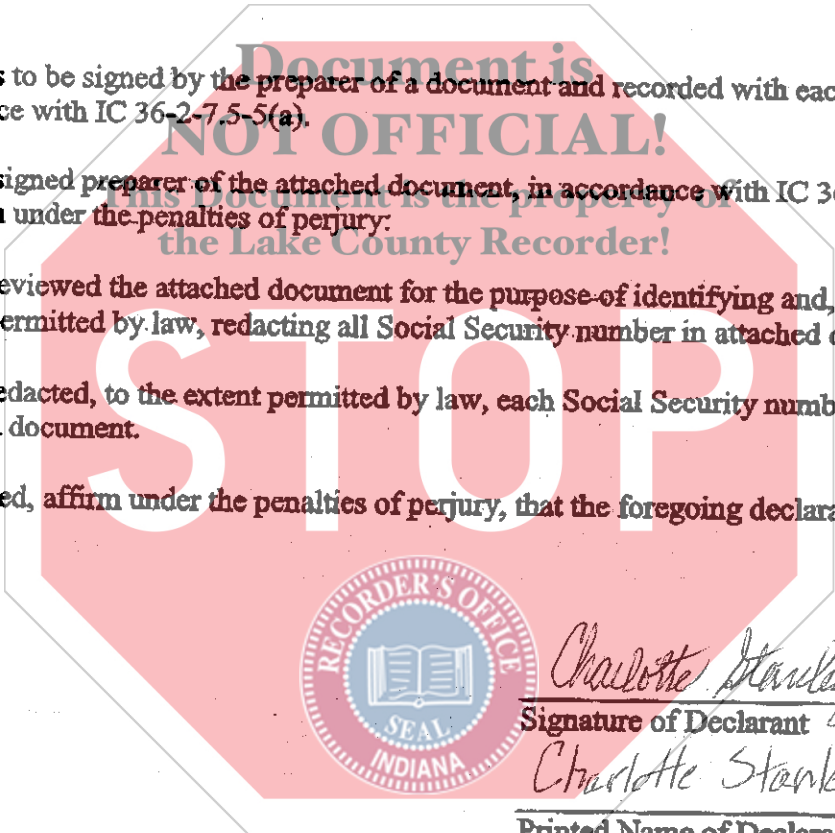 Document is
s to be signed by the preparer of a document and recorded with eac
ce with IC 36-2-7.5-5(a).
NOT OFFICIAL!
signed preparer of the attached document, in accordance with IC 3
This Document is the property of
under the penalties of perjury:
the Lake County Recorder!
eviewed the attached document for the purpose of identifying and,
ermitted by law, redacting all Social Security number in attached
STOP
edacted, to the extent permitted by law, each Social Security numb
document.
ed, affirm under the penalties of perjury, that the foregoing declara
RECORDER'S OFFICE
SEAL
INDIANA
Charlotte
Signature of Declarant
Charlotte
Printed Name of Declara